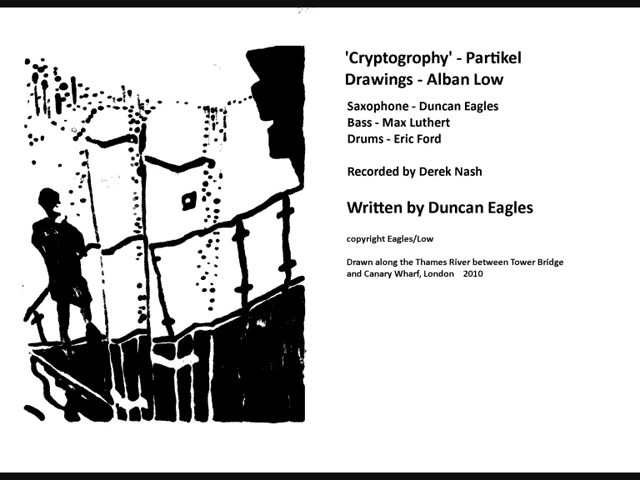 'Cryptogrophy' - Partikel
Drawings - Alban Low
Saxophone - Duncan Eagles
Bass - Max Luthert
Drums - Eric Ford
Recorded by Derek Nash
Written by Duncan Eagles
copyright Eagles/Low
Drawn along the Thames River between Tower Bridge
and Canary Wharf, London 2010